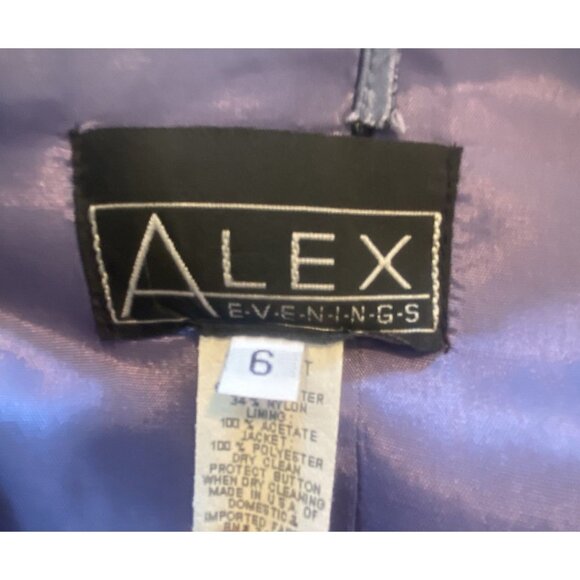 ALEX
E·V·E·N·I·N·G·S
6
34 % NYLON
LINING:
100 % ACETATE
JACKET:
100 % POLYESTER
DRY CLEAN
PROTECT BUTTON
WHEN DRY CLEANING
MADE IN U S A OF
DOMESTIC &
IMPORTED